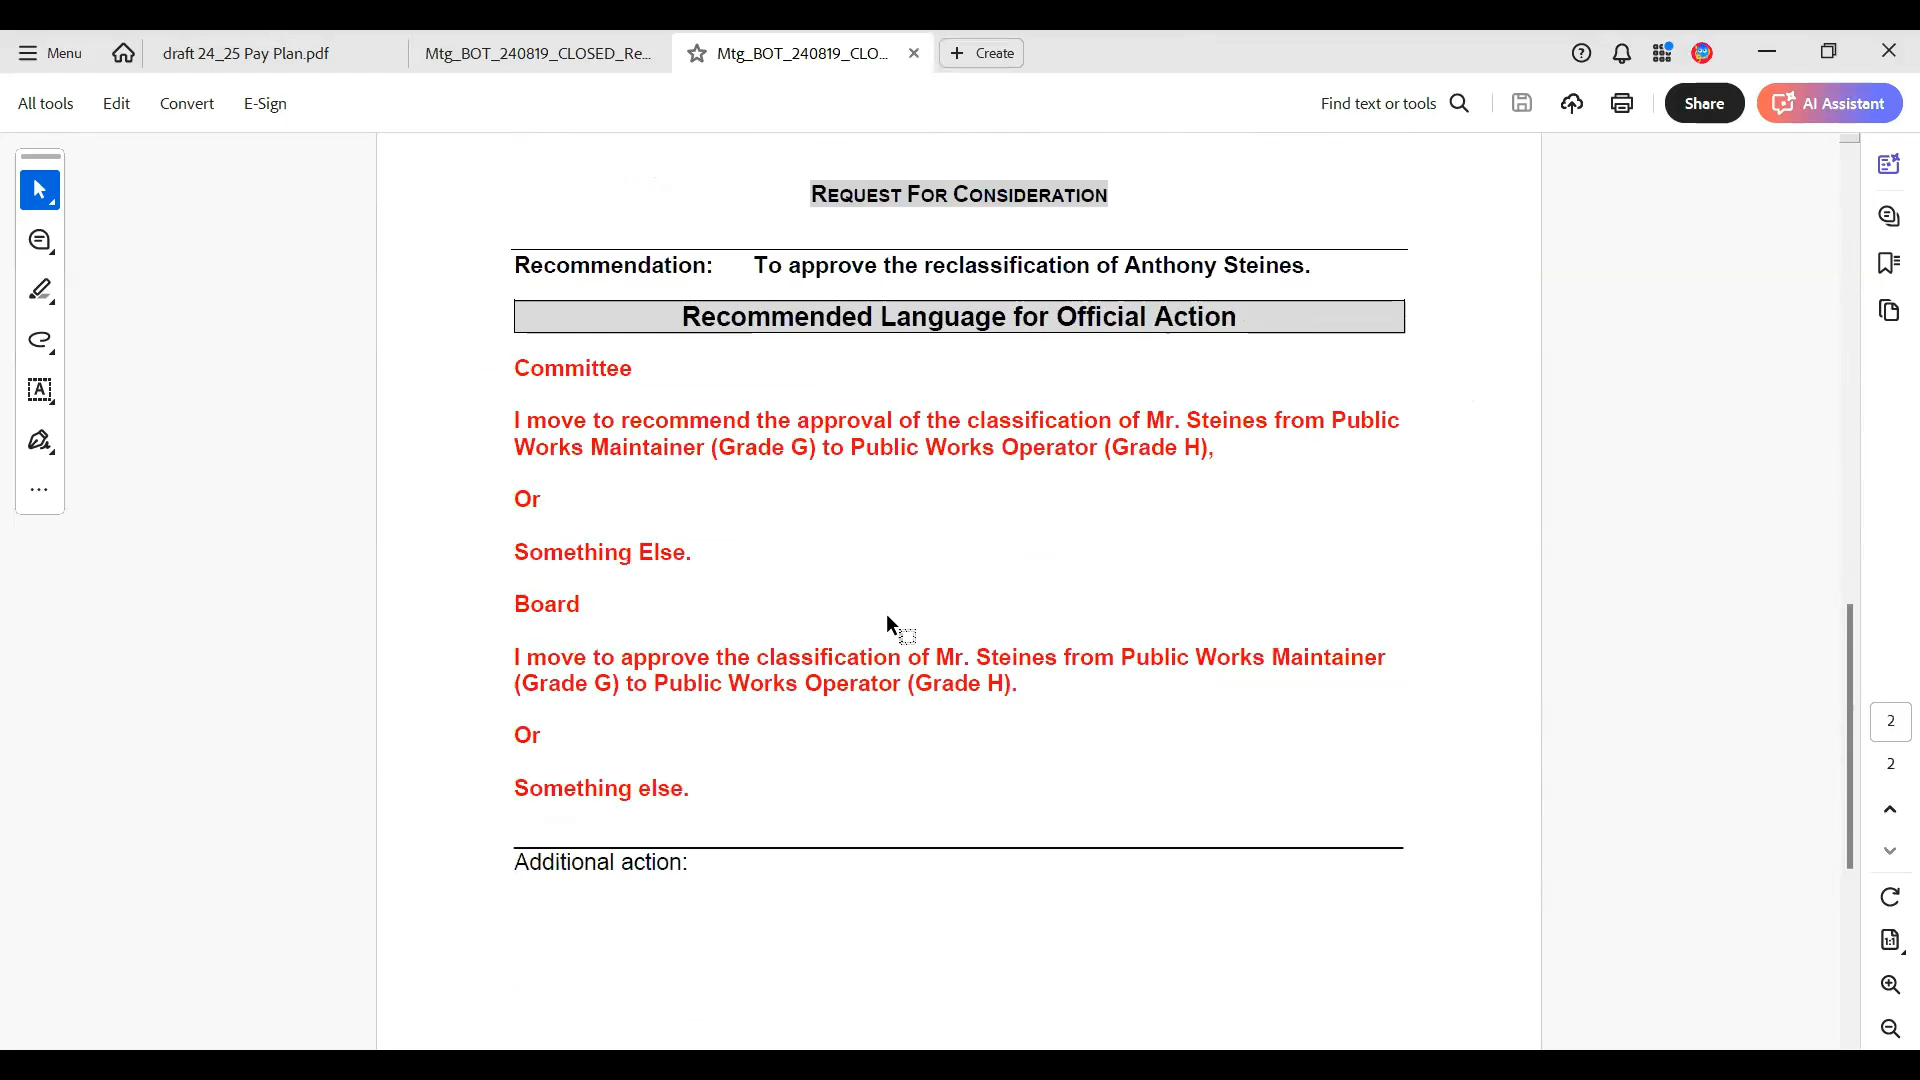 Menu
draft 24_25 Pay Plan.pdf
Mtg_BOT_240819_CLOSED_Re...
Mtg_BOT_240819_CLO...
Create
All tools
Edit
Convert
E-Sign
Find text or tools
Share
AI Assistant
REQUEST FOR CONSIDERATION
Recommendation: To approve the reclassification of Anthony Steines.
Recommended Language for Official Action
Committee
I move to recommend the approval of the classification of Mr. Steines from Public
Works Maintainer (Grade G) to Public Works Operator (Grade H),
Or
Something Else.
Board
I move to approve the classification of Mr. Steines from Public Works Maintainer
(Grade G) to Public Works Operator (Grade H).
Or
Something else.
Additional action:
2
2